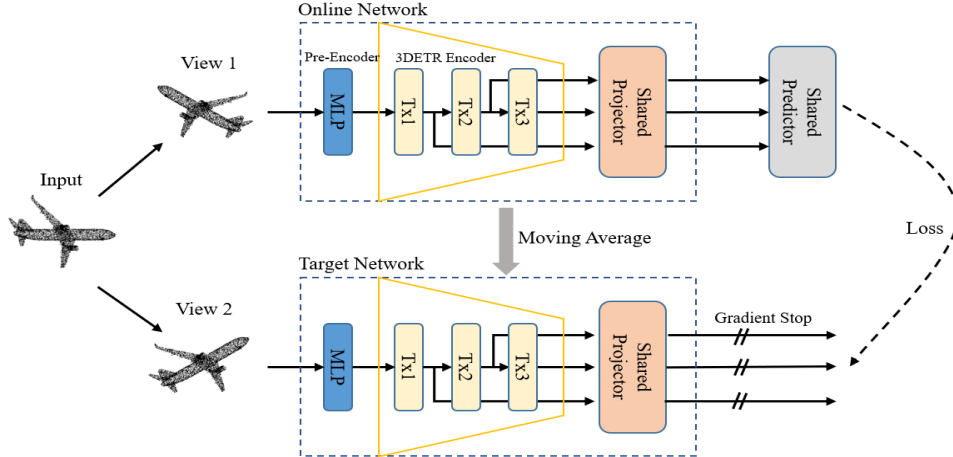 Online Network
View 1
Pre-Encoder
3DETR Encoder
MLP
Tx1
Tx2
Tx3
Shared
Projector
Shared
Predictor
Input
Moving Average
Loss
Target Network
View 2
MLP
Tx1
Tx2
Tx3
Shared
Projector
Gradient Stop